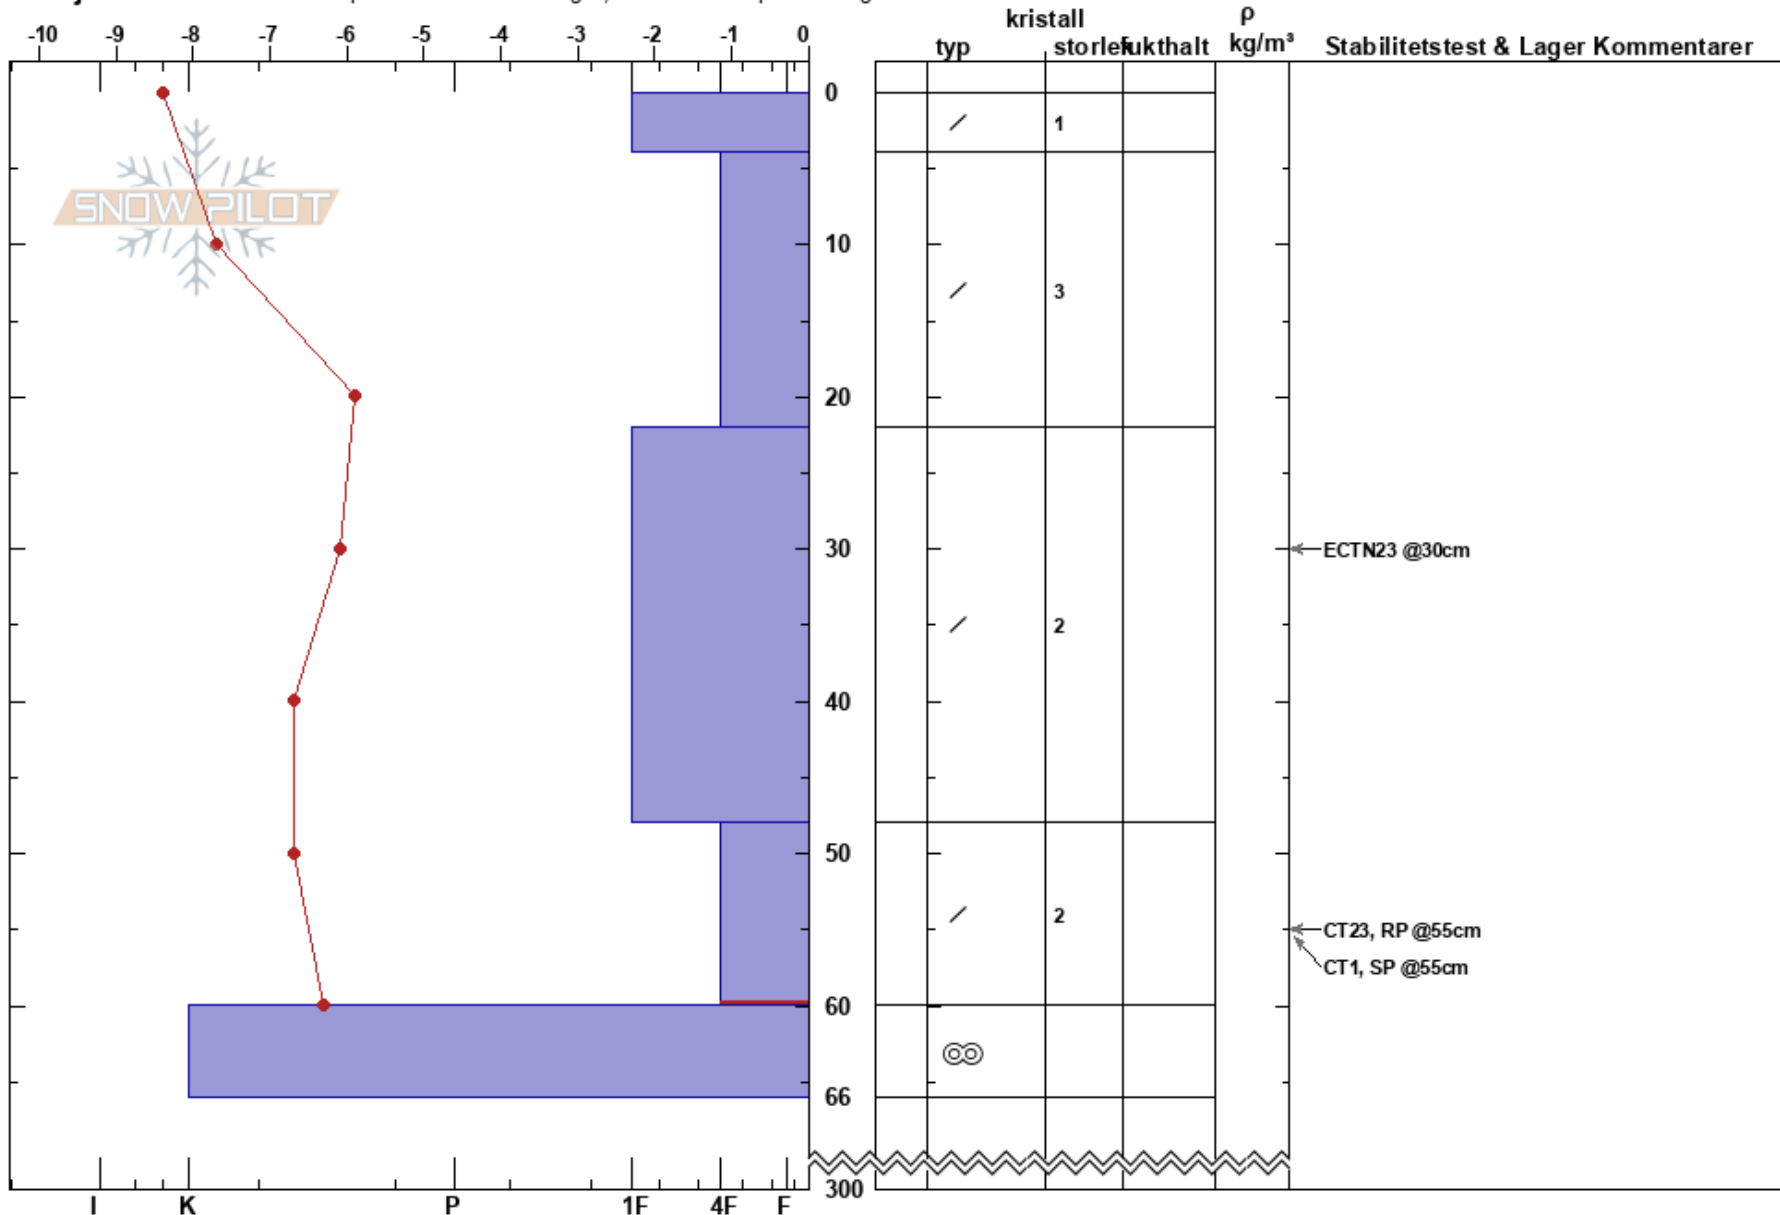 kristall
ρ
-10 -9 -8 -7 -6 -5 -4 -3 -2 -1 0
typ storlek fukthalt kg/m³ Stabilitetstest & Lager Kommentarer
0
1
SNOW PILOT
10
3
20
30 ECTN23 @30cm
2
40
50
2
CT23, RP @55cm
CT1, SP @55cm
60
66
300
I K P 1F 4F F